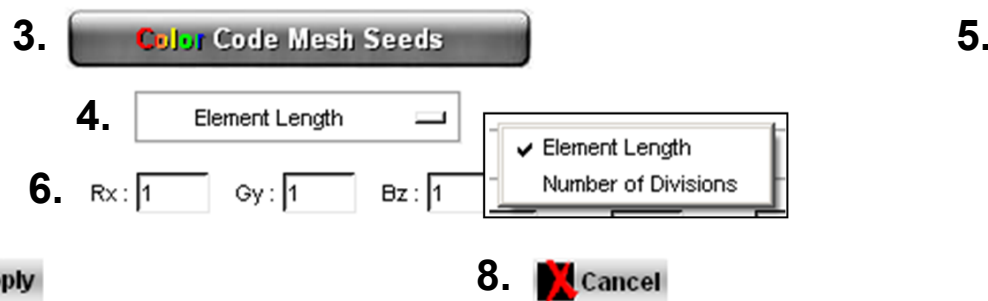 3. Color Code Mesh Seeds 5.
4. Element Length
✔ Element Length
Number of Divisions
6. Rx : 1 Gy : 1 Bz : 1
ply 8. X Cancel